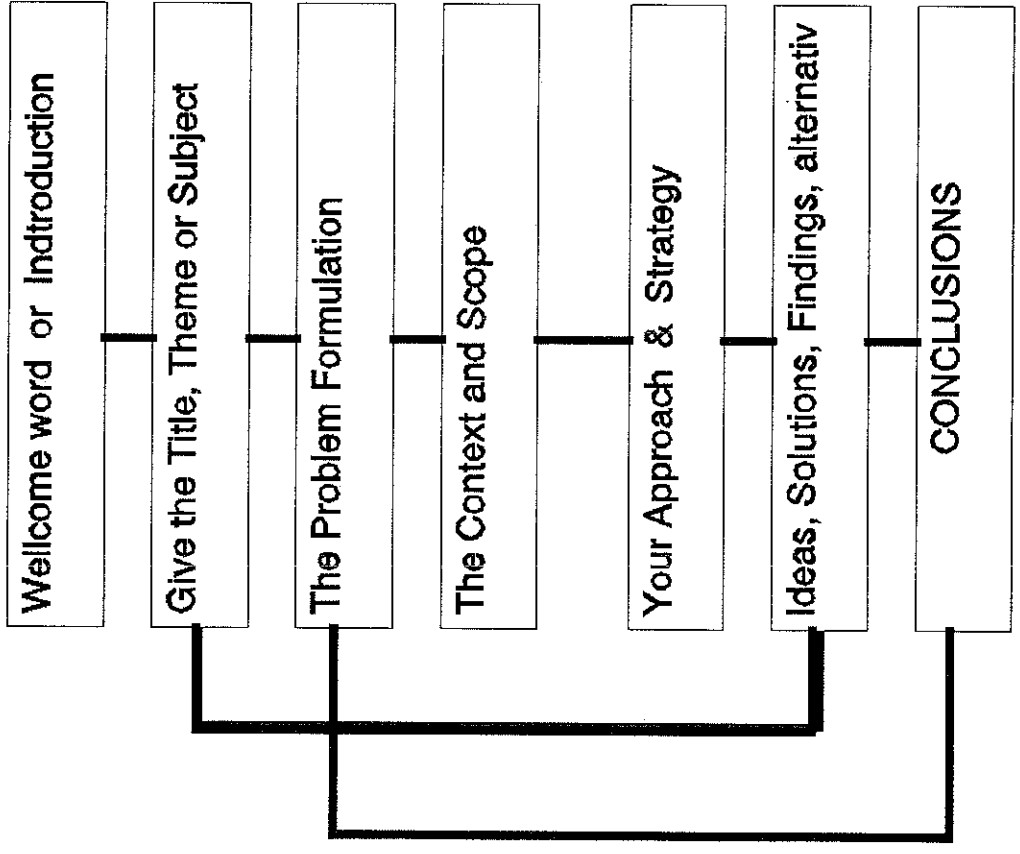 Wellcome word or Indtroduction
Give the Title, Theme or Subject
The Problem Formulation
The Context and Scope
Your Approach & Strategy
Ideas, Solutions, Findings, alternativ
CONCLUSIONS